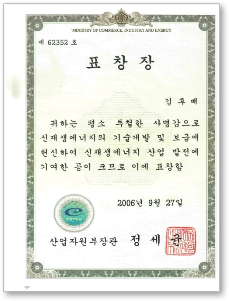 MINISTRY OF COMMERCE, INDUSTRY AND ENERGY
제 62352 호
표 창 장
김 후 배
귀하는 평소 투철한 사명감으로
신재생에너지의 기술개발 및 보급에
헌신하여 신재생에너지 산업 발전에
기여한 공이 크므로 이에 표창함
2006년 9월 27일
산업자원부장관 정 세 균